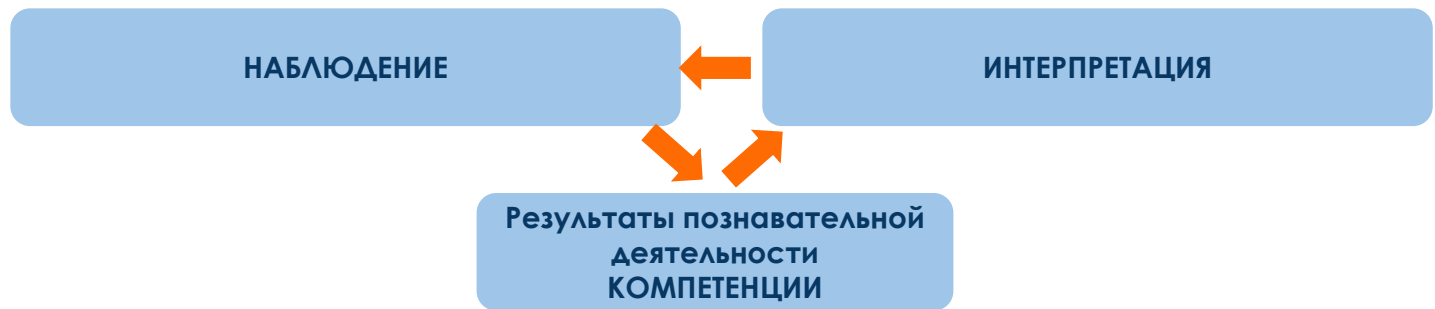 НАБЛЮДЕНИЕ
ИНТЕРПРЕТАЦИЯ
Результаты познавательной
деятельности
КОМПЕТЕНЦИИ